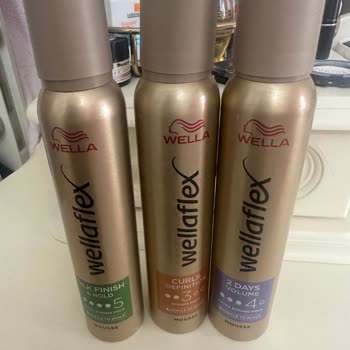 WELLA
wellaflex
FINISH
HOLD
5
MOUSSE
WELLA
wellaflex
CURLS
DEFINITION
3
MOUSSE
WELLA
wellaflex
2 DAYS
VOLUME
4
MOUSSE